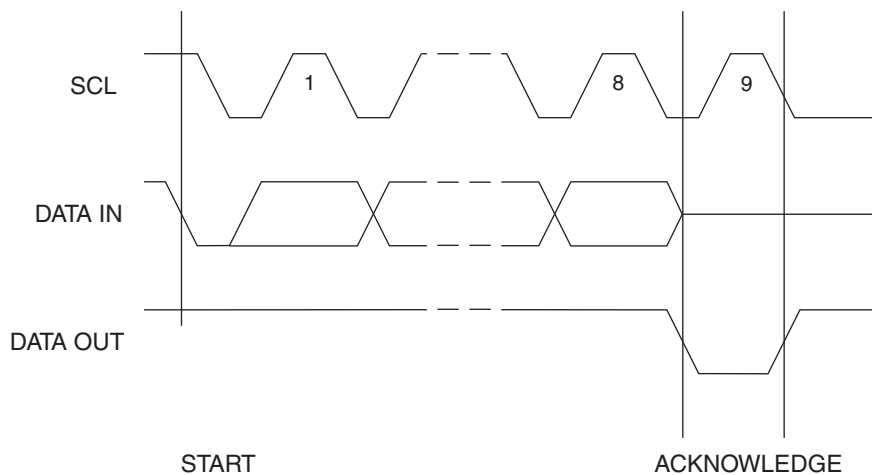 SCL
1
8
9
DATA IN
DATA OUT
START
ACKNOWLEDGE